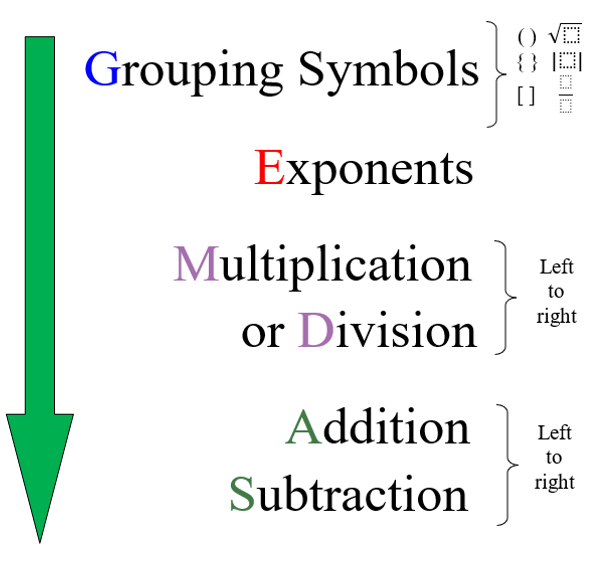 Grouping Symbols
( ) √
{ } | |
[ ]
Exponents
Multiplication
or Division
Left
to
right
Addition
Subtraction
Left
to
right